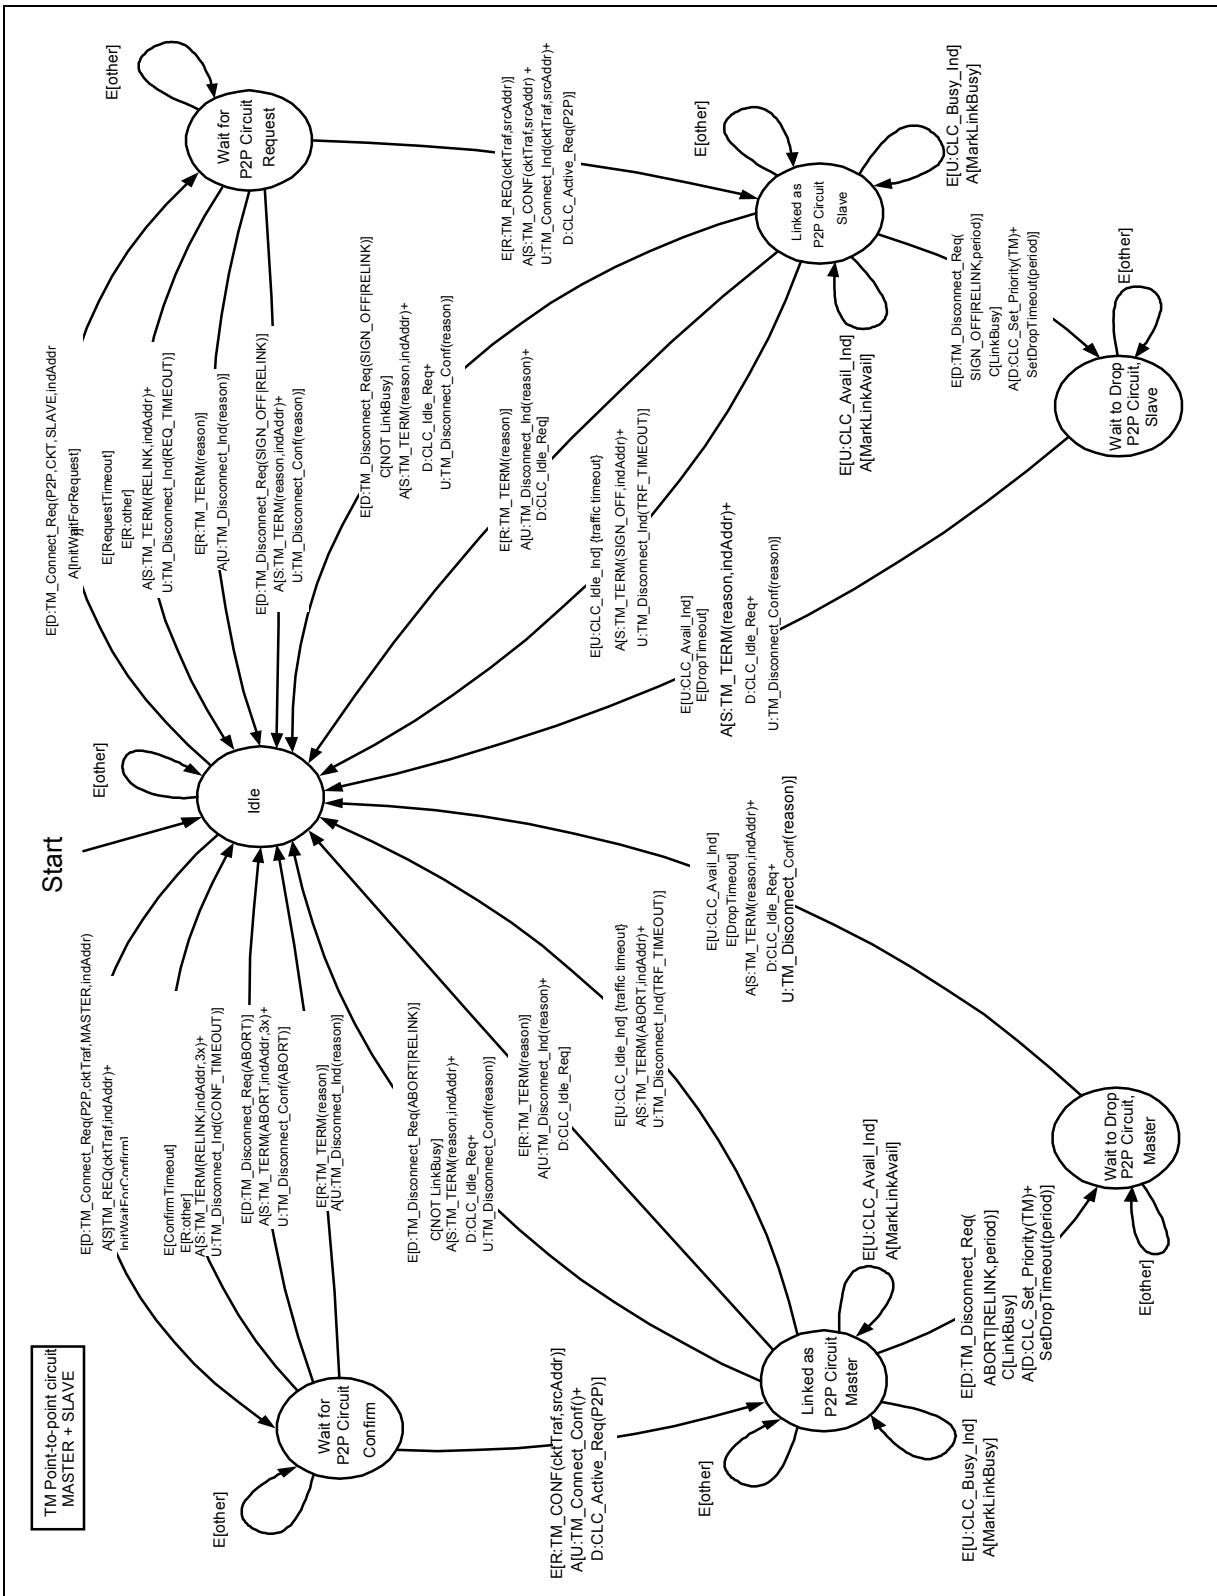 TM Point-to-point circuit
MASTER + SLAVE
Start
Idle
E[other]
E[D:TM_Connect_Req(P2P,cktTraf,MASTER,indAddr)
A[S]TM_REQ(cktTraf,indAddr)+
InitWaitForConfirm]
E[ConfirmTimeout]
E[R:other]
A[S:TM_TERM(RELINK,indAddr,3x)+
U:TM_Disconnect_Ind(CONF_TIMEOUT)]
E[D:TM_Disconnect_Req(ABORT)]
A[S:TM_TERM(ABORT,indAddr,3x)+
U:TM_Disconnect_Conf(ABORT)]
E[R:TM_TERM(reason)]
A[U:TM_Disconnect_Ind(reason)]
Wait for
P2P Circuit
Confirm
E[other]
E[R:TM_CONF(cktTraf,srcAddr)]
A[U:TM_Connect_Conf()+
D:CLC_Active_Req(P2P)]
E[D:TM_Disconnect_Req(ABORT|RELINK)]
C[NOT LinkBusy]
A[S:TM_TERM(reason,indAddr)+
D:CLC_Idle_Req+
U:TM_Disconnect_Conf(reason)]
E[R:TM_TERM(reason)]
A[U:TM_Disconnect_Ind(reason)+
D:CLC_Idle_Req]
E[U:CLC_Idle_Ind] {traffic timeout}
A[S:TM_TERM(ABORT,indAddr)+
U:TM_Disconnect_Ind(TRF_TIMEOUT)]
Linked as
P2P Circuit
Master
E[other]
E[U:CLC_Avail_Ind]
A[MarkLinkAvail]
E[U:CLC_Busy_Ind]
A[MarkLinkBusy]
E[D:TM_Disconnect_Req(
ABORT|RELINK,period)]
C[LinkBusy]
A[D:CLC_Set_Priority(TM)+
SetDropTimeout(period)]
Wait to Drop
P2P Circuit,
Master
E[other]
E[U:CLC_Avail_Ind]
E[DropTimeout]
A[S:TM_TERM(reason,indAddr)+
D:CLC_Idle_Req+
U:TM_Disconnect_Conf(reason)]
E[D:TM_Connect_Req(P2P,CKT,SLAVE,indAddr
A[InitWaitForRequest]
E[RequestTimeout]
E[R:other]
A[S:TM_TERM(RELINK,indAddr)+
U:TM_Disconnect_Ind(REQ_TIMEOUT)]
E[R:TM_TERM(reason)]
A[U:TM_Disconnect_Ind(reason)]
E[D:TM_Disconnect_Req(SIGN_OFF|RELINK)]
A[S:TM_TERM(reason,indAddr)+
U:TM_Disconnect_Conf(reason)]
Wait for
P2P Circuit
Request
E[other]
E[R:TM_REQ(cktTraf,srcAddr)]
A[S:TM_CONF(cktTraf,srcAddr) +
U:TM_Connect_Ind(cktTraf,srcAddr)+
D:CLC_Active_Req(P2P)]
E[D:TM_Disconnect_Req(SIGN_OFF|RELINK)]
C[NOT LinkBusy]
A[S:TM_TERM(reason,indAddr)+
D:CLC_Idle_Req+
U:TM_Disconnect_Conf(reason)]
E[R:TM_TERM(reason)]
A[U:TM_Disconnect_Ind(reason)+
D:CLC_Idle_Req]
E[U:CLC_Idle_Ind] {traffic timeout}
A[S:TM_TERM(SIGN_OFF,indAddr)+
U:TM_Disconnect_Ind(TRF_TIMEOUT)]
Linked as
P2P Circuit
Slave
E[other]
E[U:CLC_Busy_Ind]
A[MarkLinkBusy]
E[U:CLC_Avail_Ind]
A[MarkLinkAvail]
E[D:TM_Disconnect_Req(
SIGN_OFF|RELINK,period)]
C[LinkBusy]
A[D:CLC_Set_Priority(TM)+
SetDropTimeout(period)]
Wait to Drop
P2P Circuit,
Slave
E[other]
E[U:CLC_Avail_Ind]
E[DropTimeout]
A[S:TM_TERM(reason,indAddr)+
D:CLC_Idle_Req+
U:TM_Disconnect_Conf(reason)]